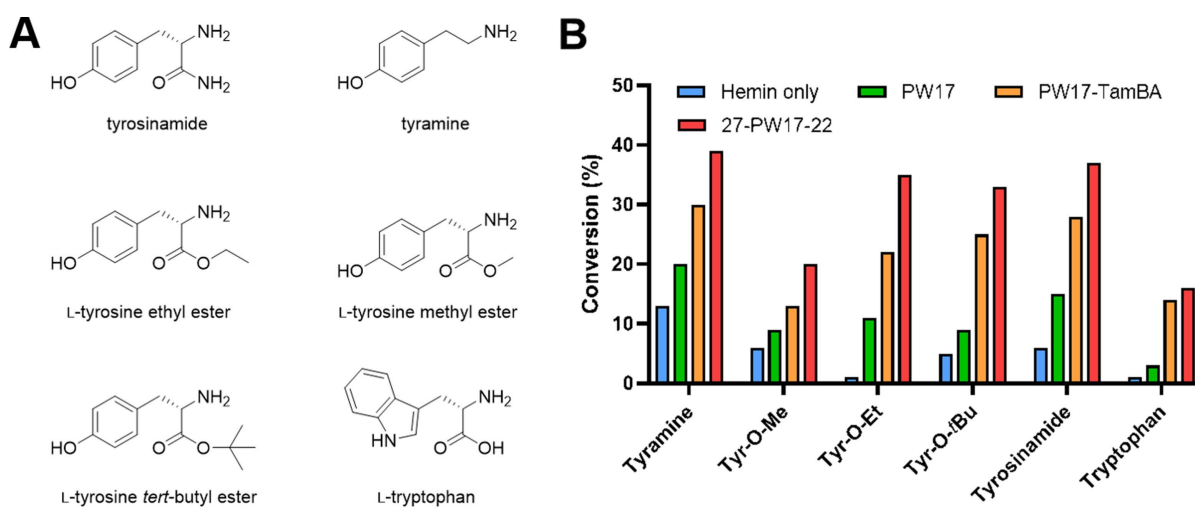 A
NH₂
HO
O
NH₂
tyrosinamide
NH₂
HO
tyramine
NH₂
HO
O
O
L-tyrosine ethyl ester
NH₂
HO
O
O
L-tyrosine methyl ester
NH₂
HO
O
O
L-tyrosine tert-butyl ester
NH₂
NH
O
OH
L-tryptophan
B
Hemin only
PW17
PW17-TamBA
27-PW17-22
Conversion (%)
50
40
30
20
10
0
Tyramine
Tyr-O-Me
Tyr-O-Et
Tyr-O-tBu
Tyrosinamide
Tryptophan